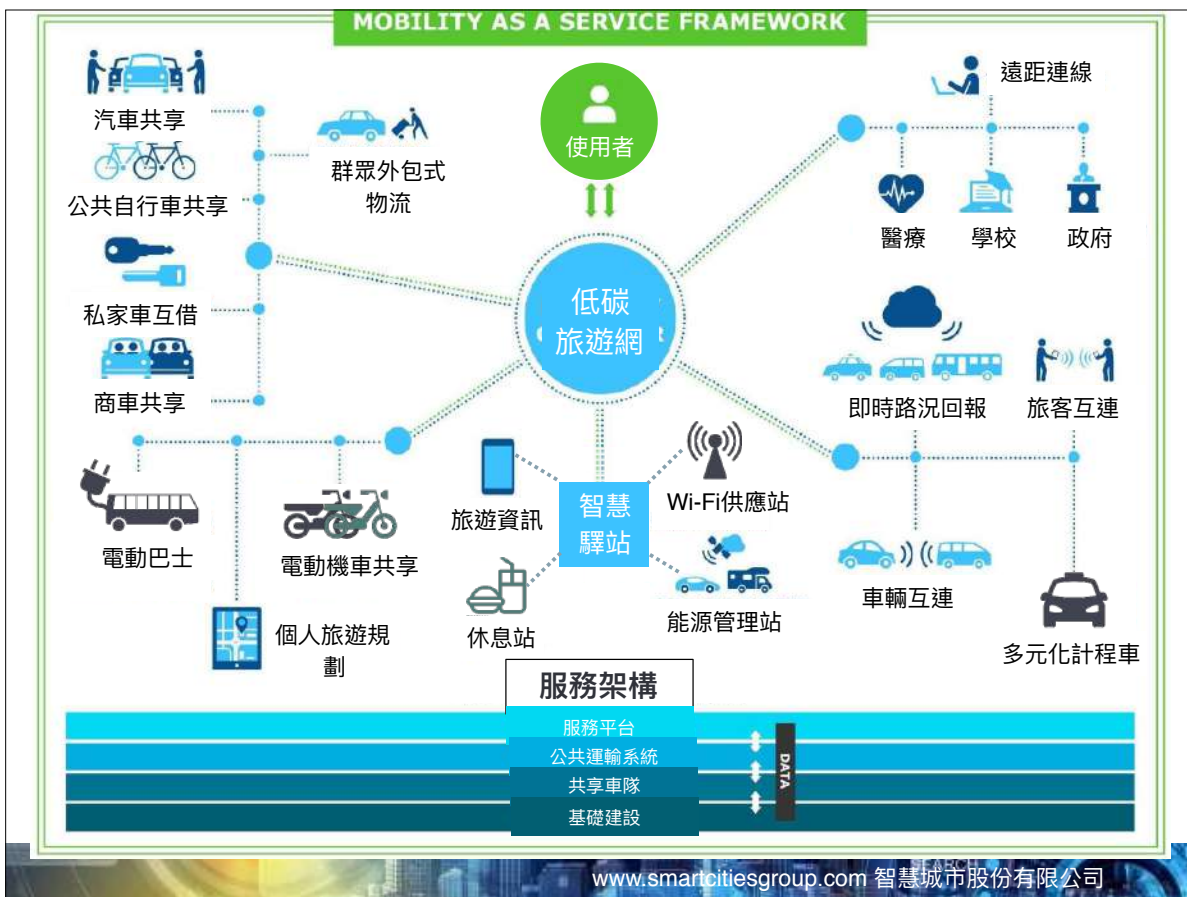 MOBILITY AS A SERVICE FRAMEWORK
汽車共享
公共自行車共享
私家車互借
商車共享
群眾外包式
物流
使用者
低碳
旅遊網
遠距連線
醫療
學校
政府
即時路況回報
旅客互連
車輛互連
多元化計程車
電動巴士
電動機車共享
個人旅遊規
劃
旅遊資訊
休息站
智慧
驛站
Wi-Fi供應站
能源管理站
服務架構
服務平台
公共運輸系統
共享車隊
基礎建設
DATA
SEARCH
www.smartcitiesgroup.com 智慧城市股份有限公司